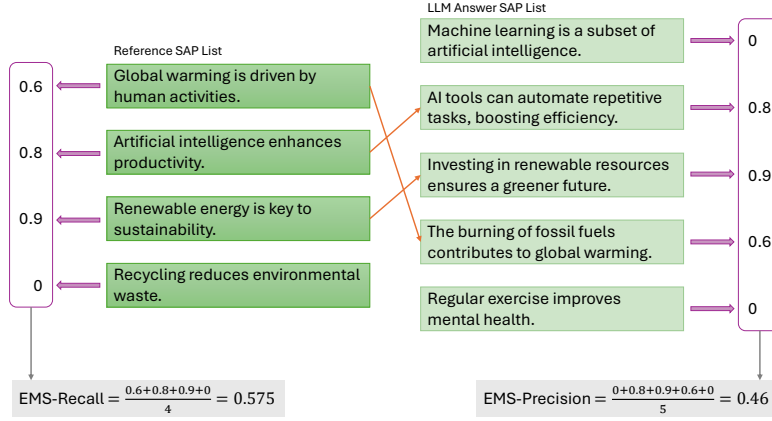 LLM Answer SAP List
Machine learning is a subset of
artificial intelligence.
0
Reference SAP List
0.6
Global warming is driven by
human activities.
AI tools can automate repetitive
tasks, boosting efficiency.
0.8
0.8
Artificial intelligence enhances
productivity.
Investing in renewable resources
ensures a greener future.
0.9
0.9
Renewable energy is key to
sustainability.
The burning of fossil fuels
contributes to global warming.
0.6
0
Recycling reduces environmental
waste.
Regular exercise improves
mental health.
0
EMS-Recall = \frac{0.6+0.8+0.9+0}{4} = 0.575
EMS-Precision = \frac{0+0.8+0.9+0.6+0}{5} = 0.46